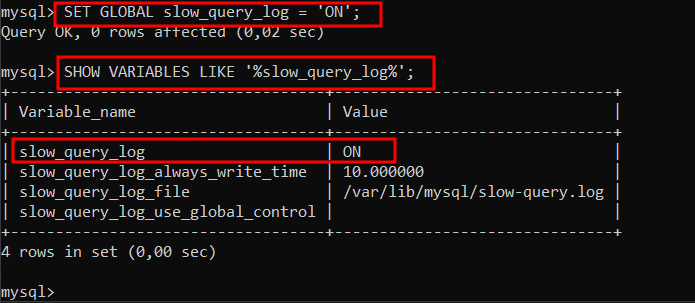 mysql> SET GLOBAL slow_query_log = 'ON';
Query OK, 0 rows affected (0,02 sec)
mysql> SHOW VARIABLES LIKE '%slow_query_log%';
+-----------------------------------+-------------------------------+
| Variable_name | Value |
+-----------------------------------+-------------------------------+
| slow_query_log | ON |
| slow_query_log_always_write_time | 10.000000 |
| slow_query_log_file | /var/lib/mysql/slow-query.log |
| slow_query_log_use_global_control | |
+-----------------------------------+-------------------------------+
4 rows in set (0,00 sec)
mysql>